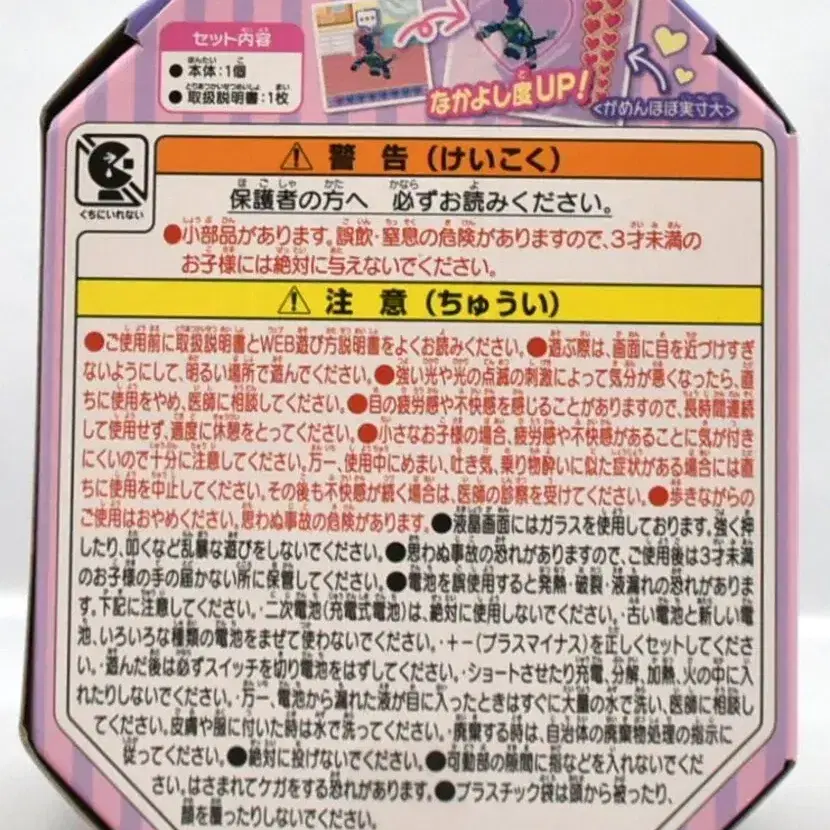 セット内容
●本体:1個
●取扱説明書:1枚
なかよし度UP!
<がめんほぼ実寸大>
くちにいれない
⚠警告(けいこく)
保護者の方へ 必ずお読みください。
●小部品があります。誤飲・窒息の危険がありますので、3才未満の
お子様には絶対に与えないでください。
⚠注意(ちゅうい)
●ご使用前に取扱説明書とWEB遊び方説明書をよくお読みください。●遊ぶ際は、画面に目を近づけすぎ
ないようにして、明るい場所で遊んでください。●強い光や光の点滅の刺激によって気分が悪くなったら、直
ちに使用をやめ、医師に相談してください。●目の疲労感や不快感を感じることがありますので、長時間連続
して使用せず、適度に休憩をとってください。●小さなお子様の場合、疲労感や不快感があることに気が付き
にくいので十分に注意してください。万一、使用中にめまい、吐き気、乗り物酔いに似た症状がある場合には直
ちに使用を中止してください。その後も不快感が続く場合は、医師の診察を受けてください。●歩きながらの
ご使用はおやめください。思わぬ事故の危険があります。●液晶画面にはガラスを使用しております。強く押
したり、叩くなど乱暴な遊びをしないでください。●思わぬ事故の恐れがありますので、ご使用後は3才未満
のお子様の手の届かない所に保管してください。●電池を誤使用すると発熱・破裂・液漏れの恐れがありま
す。下記に注意してください。・二次電池(充電式電池)は、絶対に使用しないでください。・古い電池と新しい電
池、いろいろな種類の電池をまぜて使わないでください。・+−(プラスマイナス)を正しくセットしてくださ
い。・遊んだ後は必ずスイッチを切り電池をはずしてください。・ショートさせたり充電、分解、加熱、火の中に入
れたりしないでください。・万一、電池から漏れた液が目に入ったときはすぐに大量の水で洗い、医師に相談し
てください。皮膚や服に付いた時は水で洗ってください。・廃棄する時は、自治体の廃棄物処理の指示に
従ってください。●絶対に投げないでください。●可動部の隙間に指などを入れないでくだ
さい。はさまれてケガをする恐れがあります。●プラスチック袋は頭から被ったり、
顔を覆ったりしないでください。